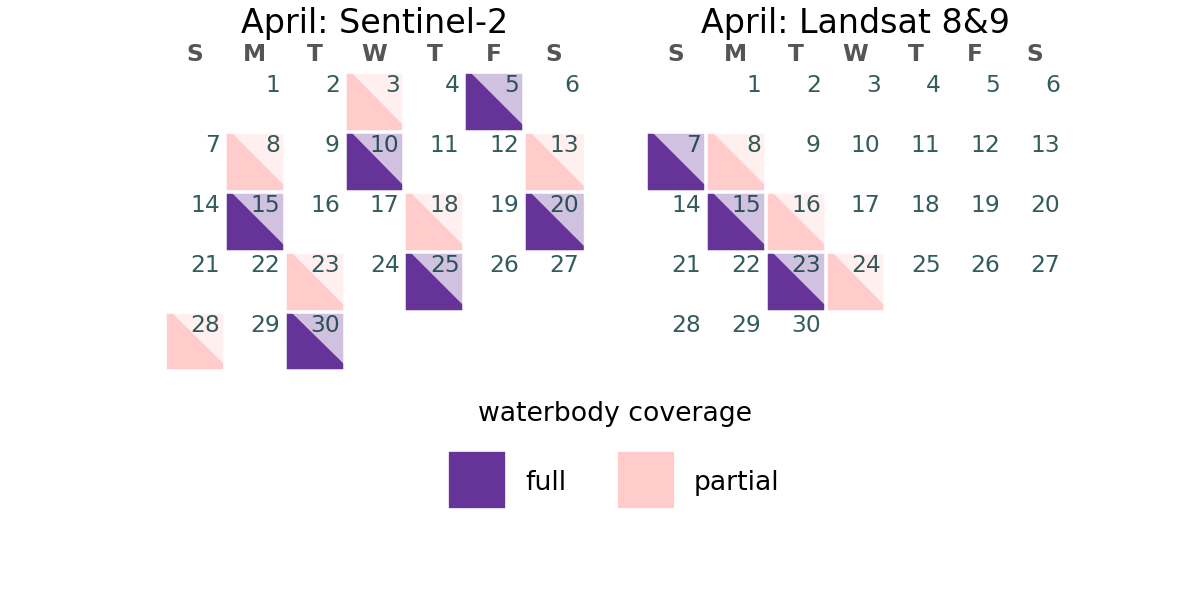 April: Sentinel-2
S M T W T F S
1 2 3 4 5 6
7 8 9 10 11 12 13
14 15 16 17 18 19 20
21 22 23 24 25 26 27
28 29 30
April: Landsat 8&9
S M T W T F S
1 2 3 4 5 6
7 8 9 10 11 12 13
14 15 16 17 18 19 20
21 22 23 24 25 26 27
28 29 30
waterbody coverage
full
partial